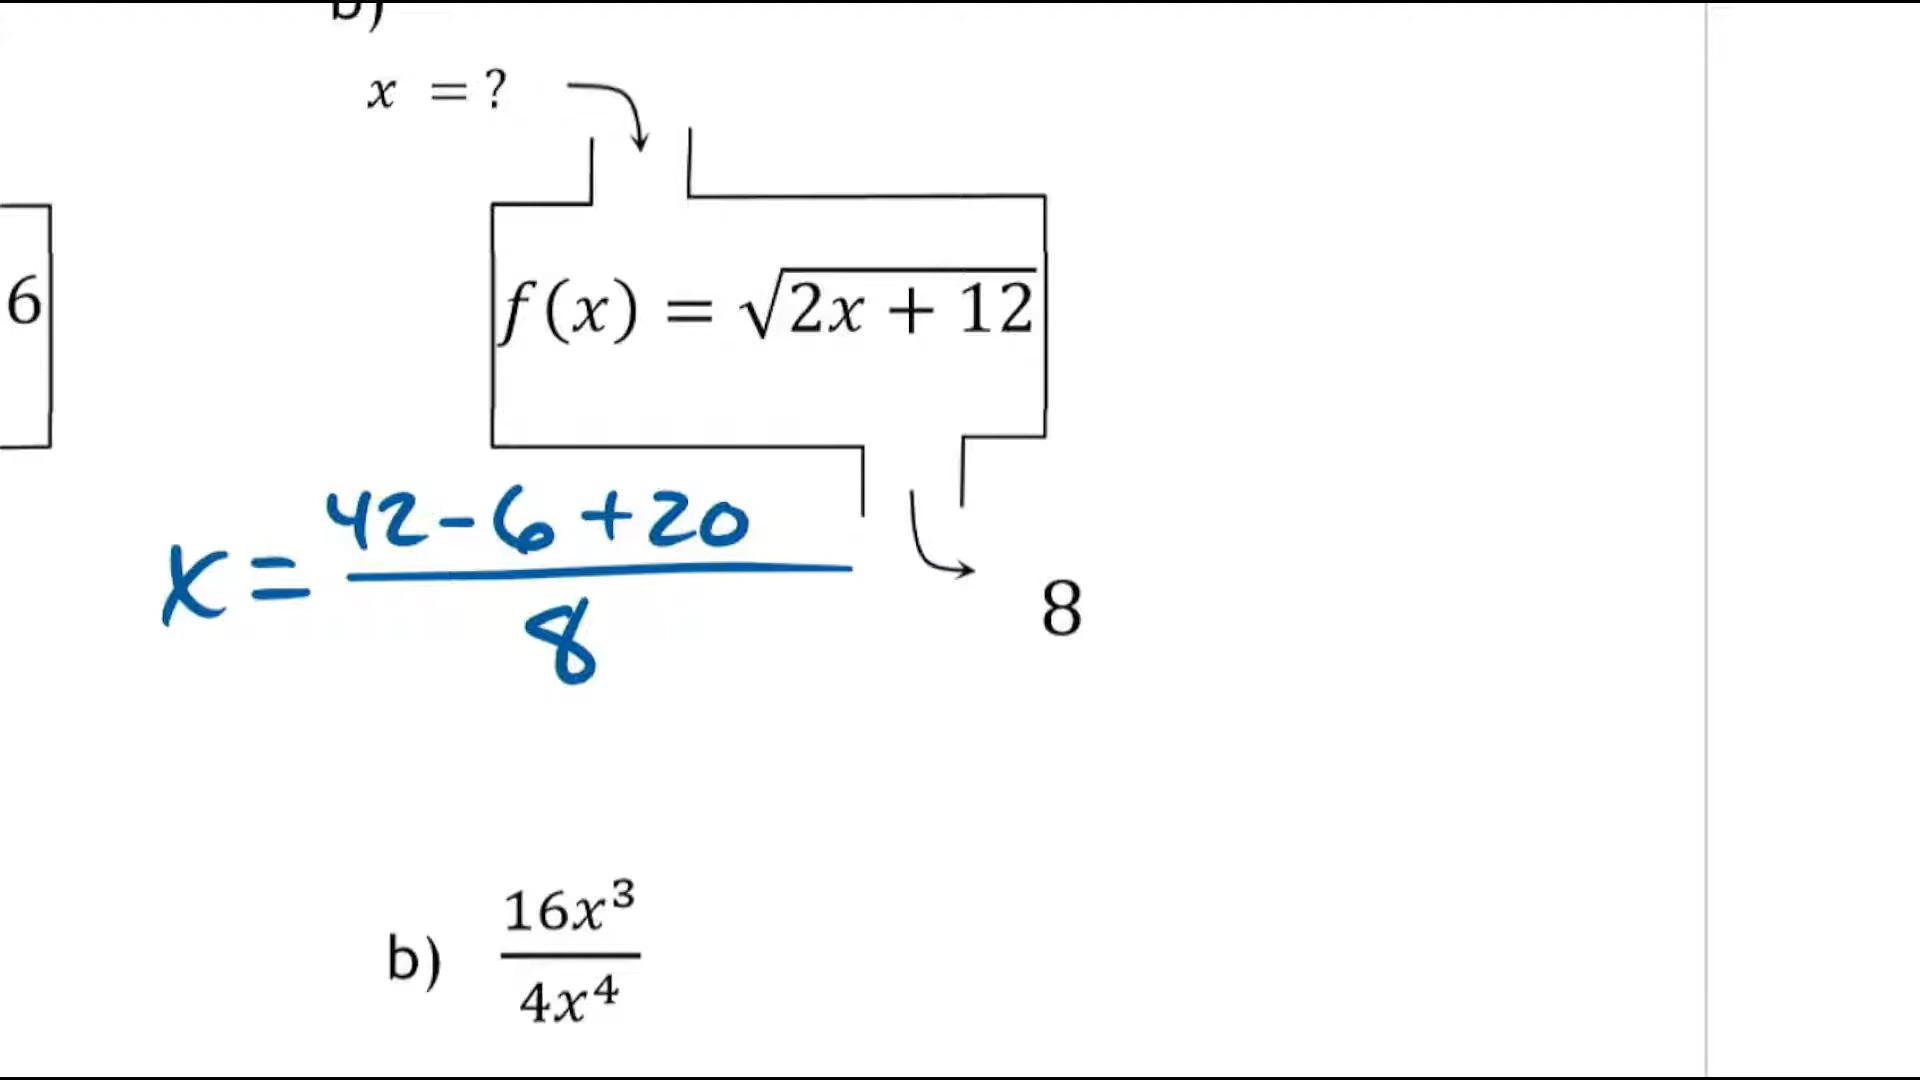 b)
x = ?
6
f(x) = √(2x + 12)
x = (42 - 6 + 20)/8
8
b) 16x³/4x⁴